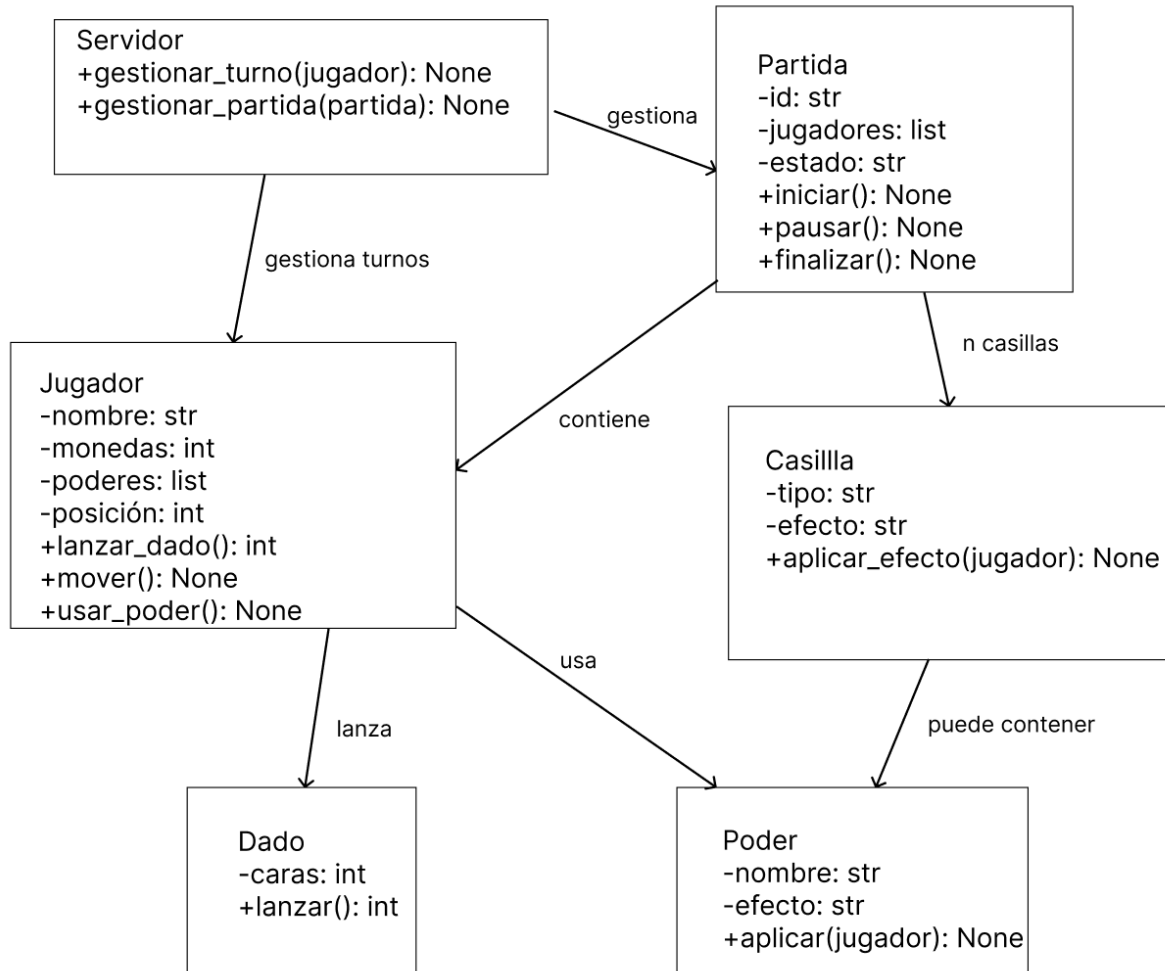 Servidor
+gestionar_turno(jugador): None
+gestionar_partida(partida): None
gestiona
Partida
-id: str
-jugadores: list
-estado: str
+iniciar(): None
+pausar(): None
+finalizar(): None
gestiona turnos
n casillas
contiene
Jugador
-nombre: str
-monedas: int
-poderes: list
-posición: int
+lanzar_dado(): int
+mover(): None
+usar_poder(): None
Casillla
-tipo: str
-efecto: str
+aplicar_efecto(jugador): None
usa
lanza
puede contener
Dado
-caras: int
+lanzar(): int
Poder
-nombre: str
-efecto: str
+aplicar(jugador): None